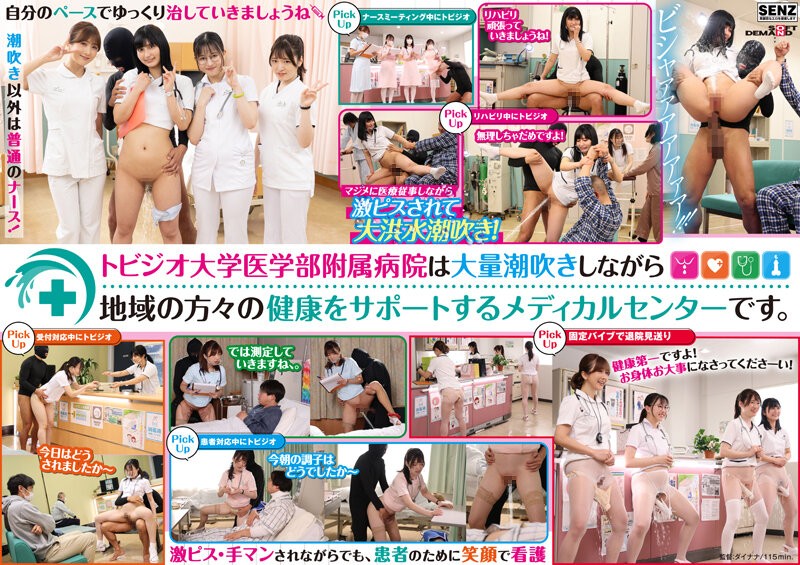 自分のペースでゆっくり治していきましょうね
潮吹き以外は普通のナース!
Pick Up
ナースミーティング中にトビジオ
リハビリ
頑張って
いきましょうね!
Pick Up
リハビリ中にトビジオ
無理しちゃだめですよ!
マジメに医療従事しながら
激ピスされて
大洪水潮吹き!
SENZ
DEMAND
ビシャァァァァァァァ!!!
トビジオ大学医学部附属病院は大量潮吹きしながら
地域の方々の健康をサポートするメディカルセンターです。
Pick Up
受付対応中にトビジオ
今日はどう
されましたか〜
では測定して
いきますね、。
Pick Up
患者対応中にトビジオ
今朝の調子は
どうでしたか〜
Pick Up
固定バイブで退院見送り
健康第一ですよ!
お身体お大事になさってくださーい!
激ピス・手マンされながらでも、患者のために笑顔で看護
監督:ダイナナ/115min.